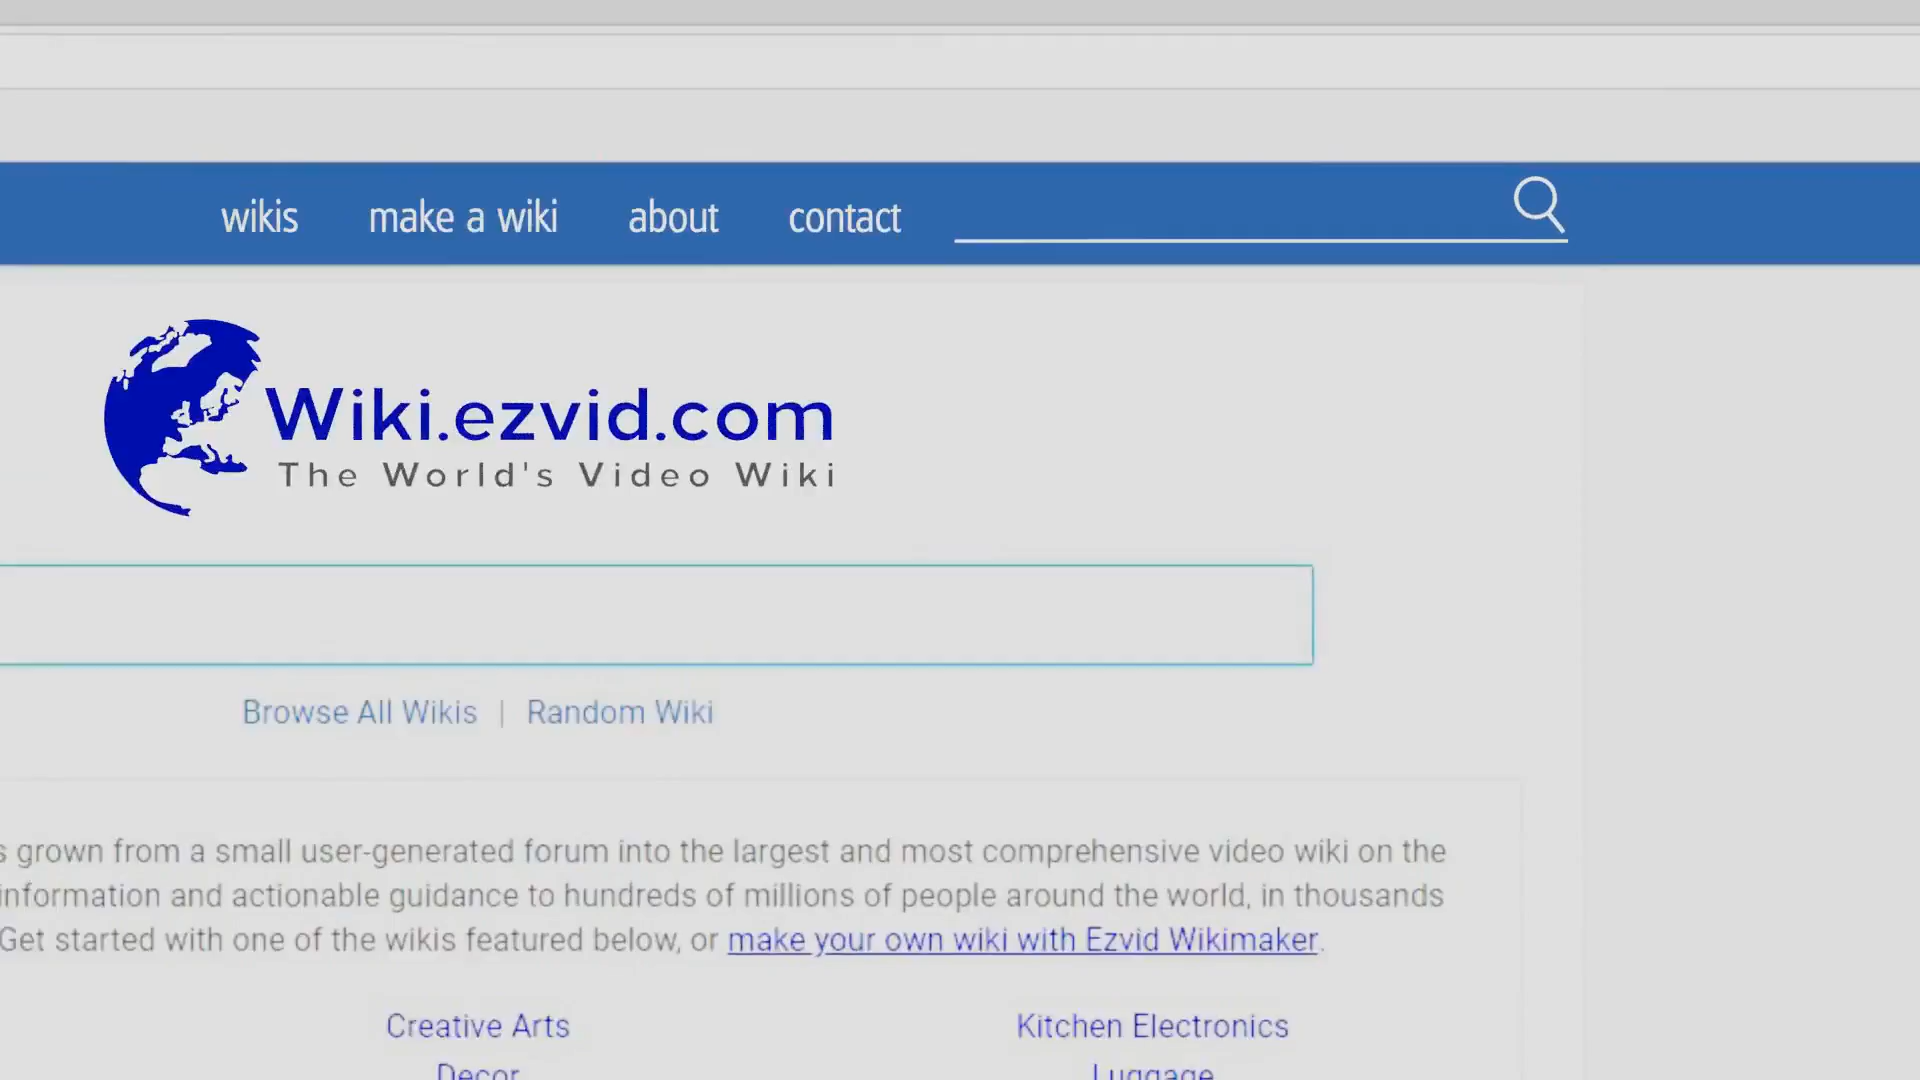 wikis make a wiki about contact
Wiki.ezvid.com
The World's Video Wiki
Browse All Wikis | Random Wiki
grown from a small user-generated forum into the largest and most comprehensive video wiki on the
information and actionable guidance to hundreds of millions of people around the world, in thousands
Get started with one of the wikis featured below, or make your own wiki with Ezvid Wikimaker.
Creative Arts Kitchen Electronics
Decor Luggage